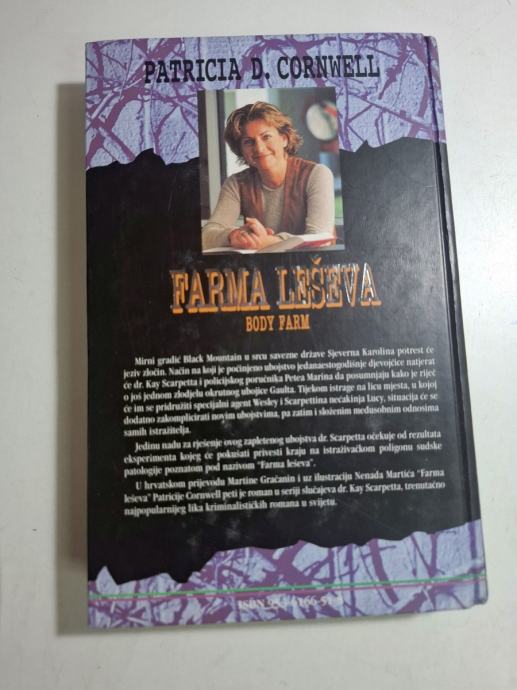 PATRICIA D. CORNWELL
FARMA LEŠEVA
BODY FARM
Mirni gradić Black Mountain u srcu savezne države Sjeverna Karolina potrest će
jeziv zločin. Način na koji je počinjeno ubojstvo jedanaestogodišnje djevojčice natjerat
će dr. Kay Scarpetta i policijskog poručnika Petea Marina da posumnjaju kako je riječ
o još jednom zlodjelu okrutnog ubojice Gaulta. Tijekom istrage na licu mjesta, u kojoj
će im se pridružiti specijalni agent Wesley i Scarpettina nećakinja Lucy, situacija će se
dodatno zakomplicirati novim ubojstvima, pa zatim i složenim međusobnim odnosima
samih istražitelja.
Jedinu nadu za rješenje ovog zapletenog ubojstva dr. Scarpetta očekuje od rezultata
eksperimenta kojeg će pokušati privesti kraju na istraživačkom poligonu sudske
patologije poznatom pod nazivom "Farma leševa".
U hrvatskom prijevodu Martine Gračanin i uz ilustraciju Nenada Martića "Farma
leševa" Patricije Cornwell peti je roman u seriji slučajeva dr. Kay Scarpetta, trenutačno
najpopularnijeg lika kriminalističkih romana u svijetu.
ISBN